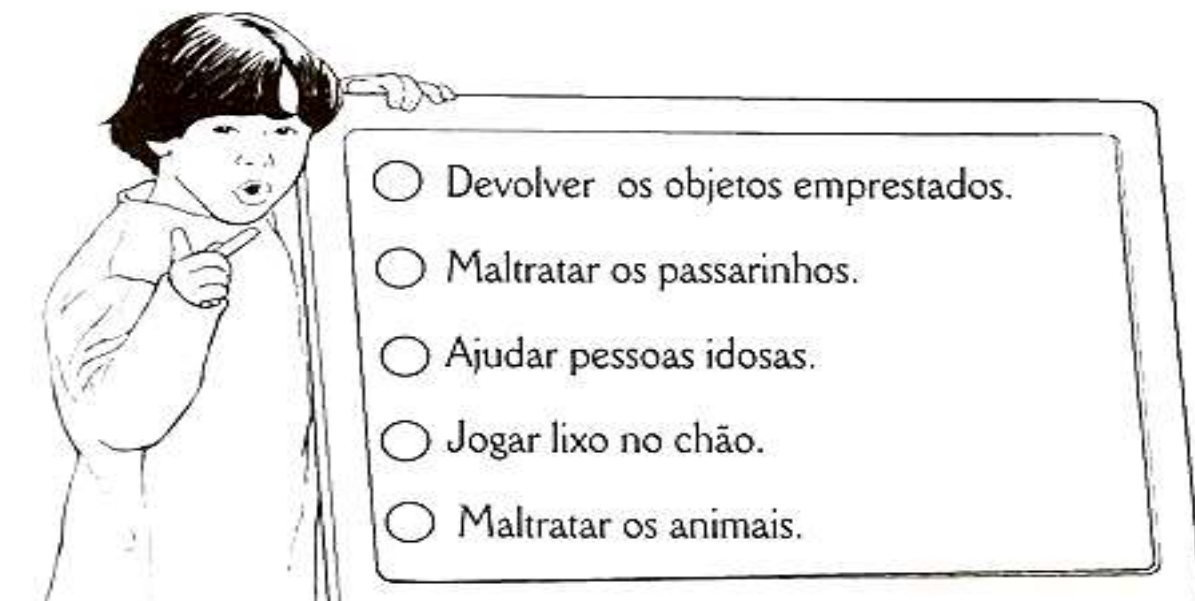 Devolver os objetos emprestados.
Maltratar os passarinhos.
Ajudar pessoas idosas.
Jogar lixo no chão.
Maltratar os animais.